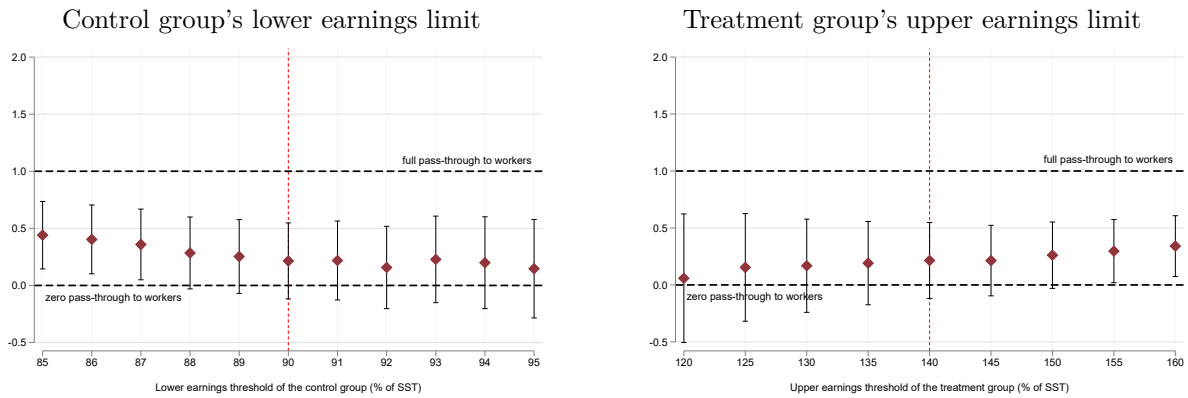 Control group's lower earnings limit
2.0
1.5
full pass-through to workers
1.0
0.5
0.0
zero pass-through to workers
-0.5
85 86 87 88 89 90 91 92 93 94 95
Lower earnings threshold of the control group (% of SST)
Treatment group's upper earnings limit
2.0
1.5
full pass-through to workers
1.0
0.5
0.0
zero pass-through to workers
-0.5
120 125 130 135 140 145 150 155 160
Upper earnings threshold of the treatment group (% of SST)